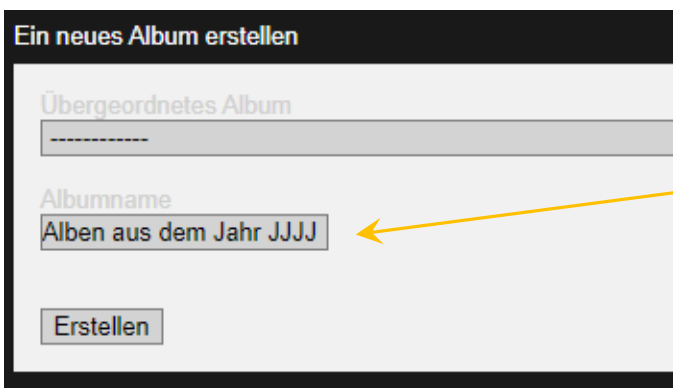 Ein neues Album erstellen
Übergeordnetes Album
------------
Albumname
Alben aus dem Jahr JJJJ
Erstellen